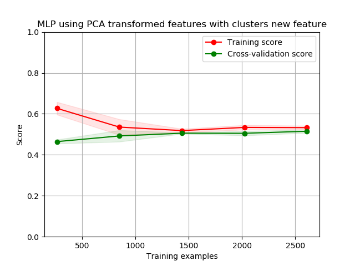 MLP using PCA transformed features with clusters new feature
1.0
Training score
Cross-validation score
0.8
0.6
0.4
0.2
0.0
Score
500
1000
1500
2000
2500
Training examples